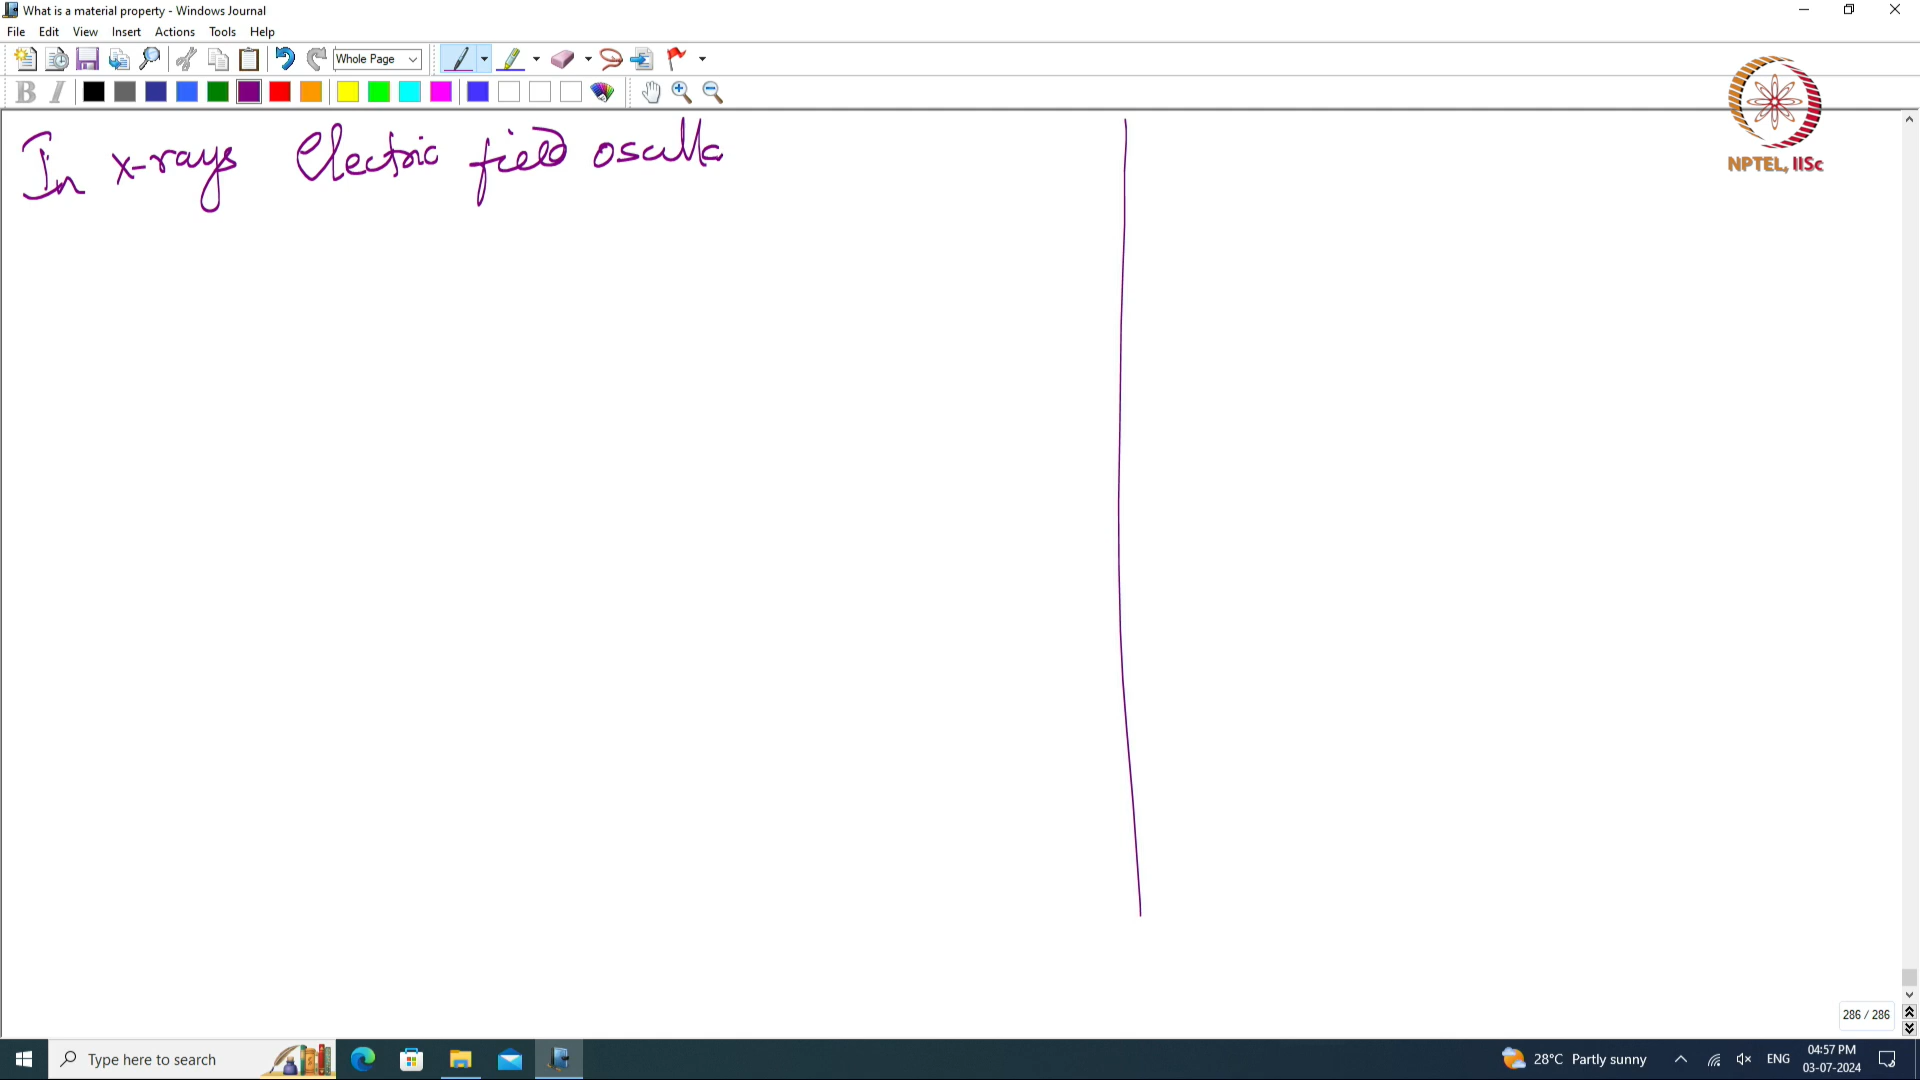 What is a material property - Windows Journal
File Edit View Insert Actions Tools Help
Whole Page
B I
NPTEL, IISc
In x-rays Electric field oscilla
286 / 286
Type here to search
28°C Partly sunny
ENG
04:57 PM
03-07-2024